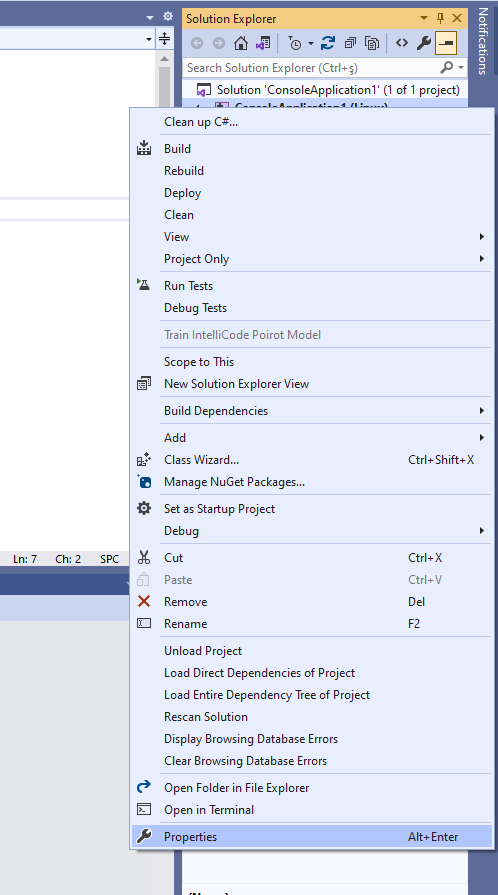 Solution Explorer
Notifications
Search Solution Explorer (Ctrl+ş)
Solution 'ConsoleApplication1' (1 of 1 project)
ConsoleApplication1 (Linux)
Clean up C#...
Build
Rebuild
Deploy
Clean
View
Project Only
Run Tests
Debug Tests
Train IntelliCode Poirot Model
Scope to This
New Solution Explorer View
Build Dependencies
Add
Class Wizard... Ctrl+Shift+X
Manage NuGet Packages...
Set as Startup Project
Debug
Ln: 7 Ch: 2 SPC
Cut Ctrl+X
Paste Ctrl+V
Remove Del
Rename F2
Unload Project
Load Direct Dependencies of Project
Load Entire Dependency Tree of Project
Rescan Solution
Display Browsing Database Errors
Clear Browsing Database Errors
Open Folder in File Explorer
Open in Terminal
Properties Alt+Enter